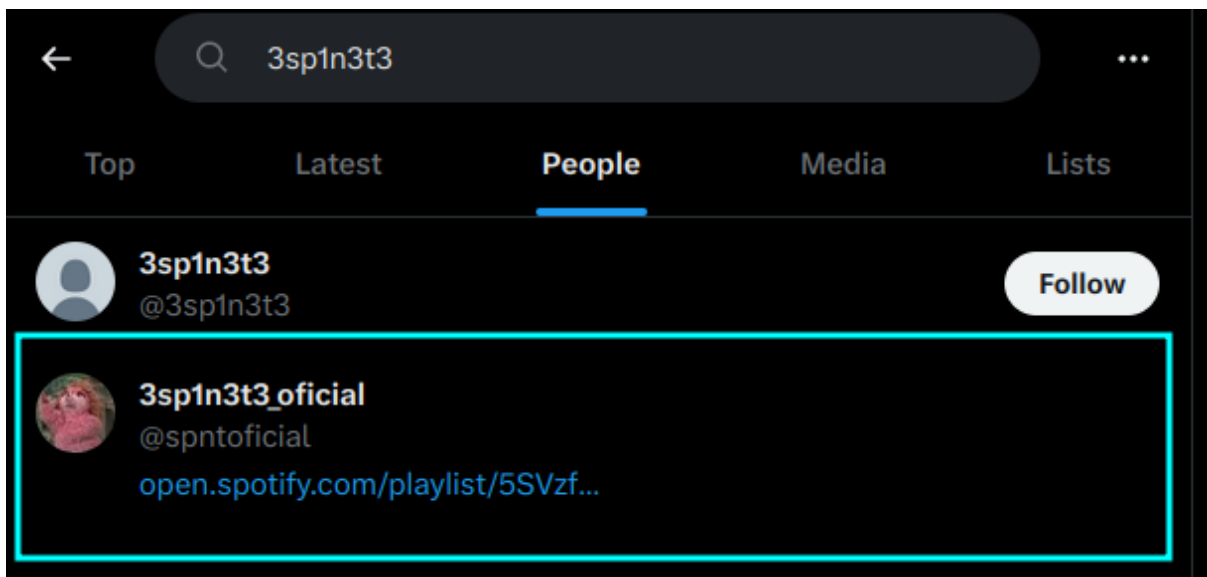 3sp1n3t3
Top Latest People Media Lists
3sp1n3t3
@3sp1n3t3
Follow
3sp1n3t3_oficial
@spntoficial
open.spotify.com/playlist/5SVzf...